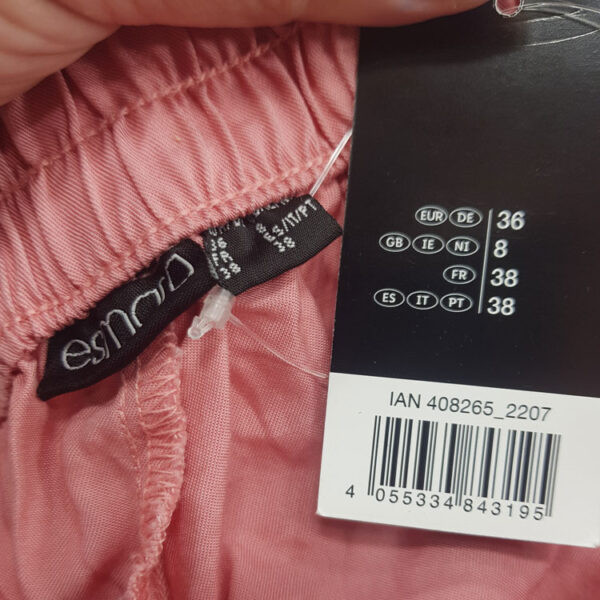 EUR DE 36
GB IE NI 8
FR 38
ES IT PT 38
IAN 408265_2207
4 055334 843195
esmara